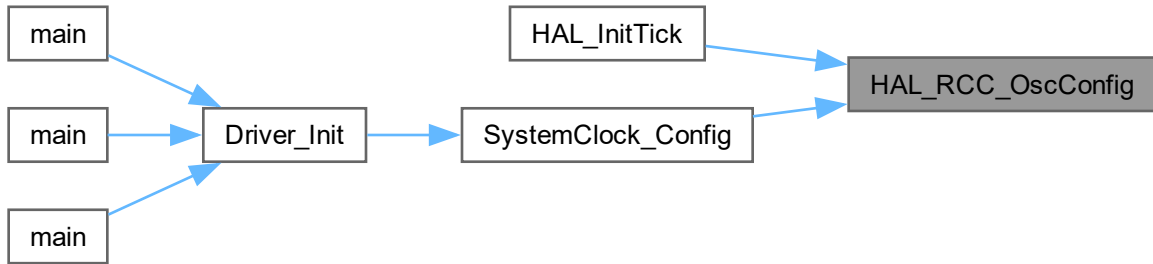 main
main
main
Driver_Init
HAL_InitTick
SystemClock_Config
HAL_RCC_OscConfig